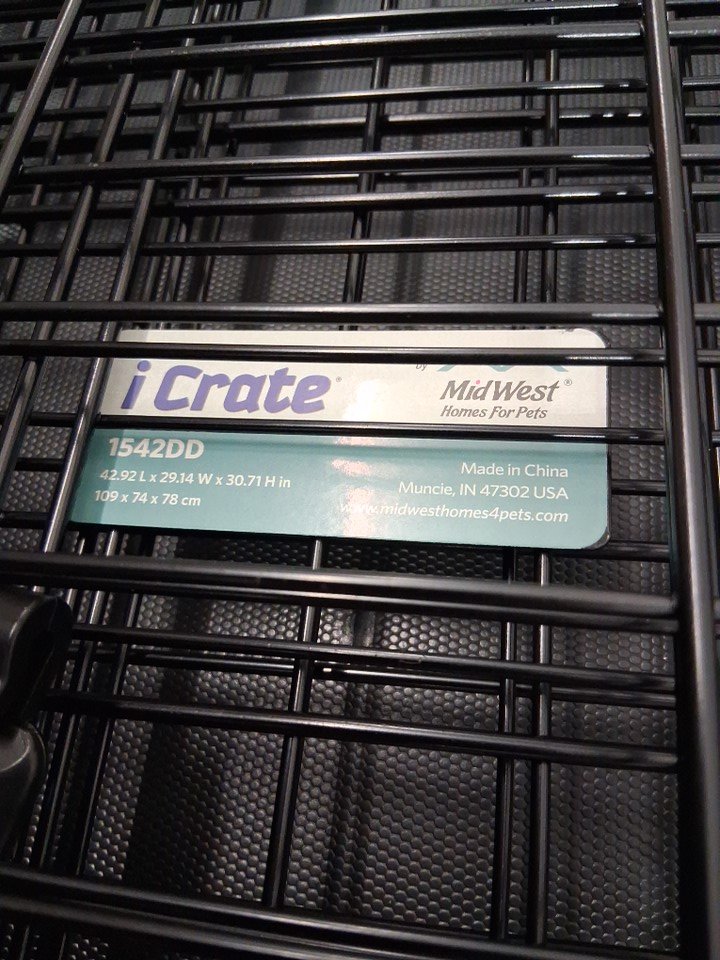 i Crate®
by
MidWest®
Homes For Pets
1542DD
42.92 L x 29.14 W x 30.71 H in
109 x 74 x 78 cm
Made in China
Muncie, IN 47302 USA
www.midwesthomes4pets.com